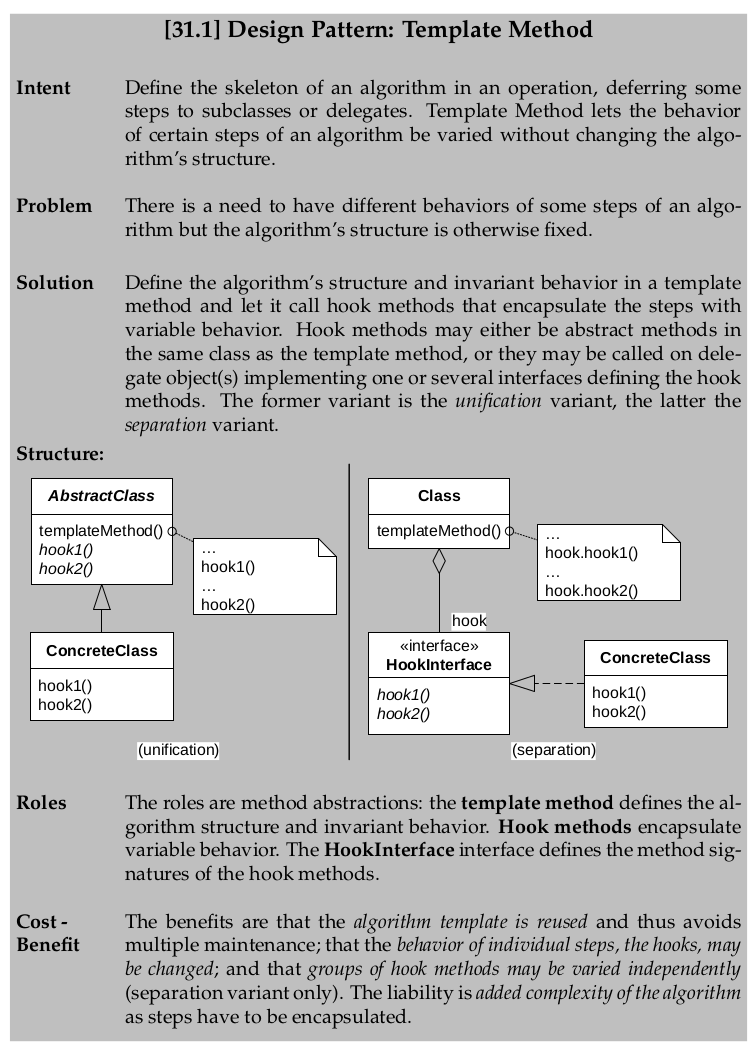 [31.1] Design Pattern: Template Method
Intent Define the skeleton of an algorithm in an operation, deferring some
steps to subclasses or delegates. Template Method lets the behavior
of certain steps of an algorithm be varied without changing the algo-
rithm's structure.
Problem There is a need to have different behaviors of some steps of an algo-
rithm but the algorithm's structure is otherwise fixed.
Solution Define the algorithm's structure and invariant behavior in a template
method and let it call hook methods that encapsulate the steps with
variable behavior. Hook methods may either be abstract methods in
the same class as the template method, or they may be called on dele-
gate object(s) implementing one or several interfaces defining the hook
methods. The former variant is the unification variant, the latter the
separation variant.
Structure:
AbstractClass
templateMethod()
hook1()
hook2()
...
hook1()
...
hook2()
ConcreteClass
hook1()
hook2()
(unification)
Class
templateMethod()
...
hook.hook1()
...
hook.hook2()
hook
«interface»
HookInterface
hook1()
hook2()
ConcreteClass
hook1()
hook2()
(separation)
Roles The roles are method abstractions: the template method defines the al-
gorithm structure and invariant behavior. Hook methods encapsulate
variable behavior. The HookInterface interface defines the method sig-
natures of the hook methods.
Cost - The benefits are that the algorithm template is reused and thus avoids
Benefit multiple maintenance; that the behavior of individual steps, the hooks, may
be changed; and that groups of hook methods may be varied independently
(separation variant only). The liability is added complexity of the algorithm
as steps have to be encapsulated.